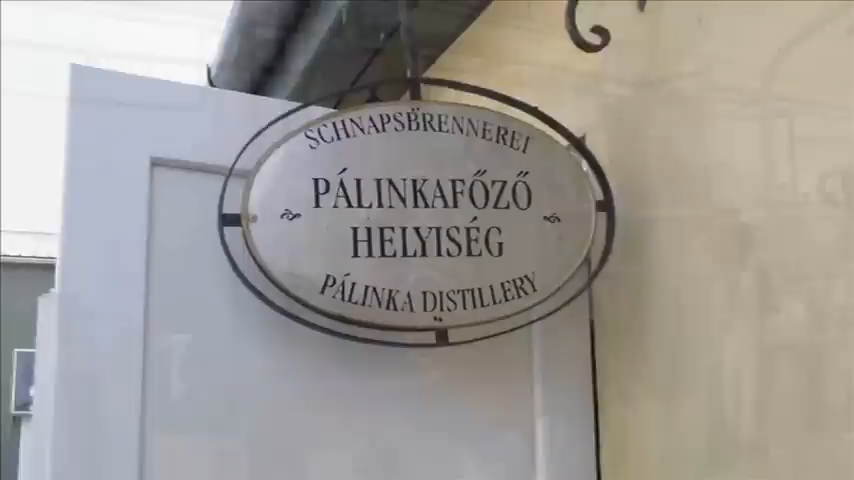 SCHNAPSBRENNEREI
PÁLINKAFŐZŐ
HELYISÉG
PÁLINKA DISTILLERY